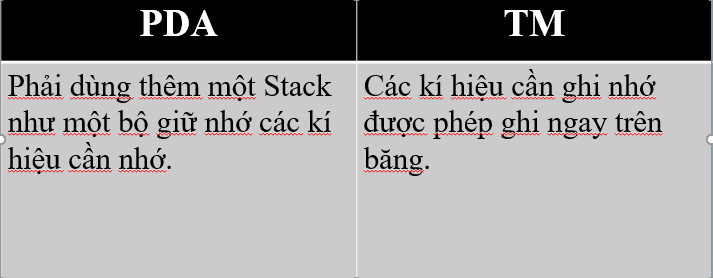 PDA
TM
Phải dùng thêm một Stack
như một bộ giữ nhớ các kí
hiệu cần nhớ.
Các kí hiệu cần ghi nhớ
được phép ghi ngay trên
băng.